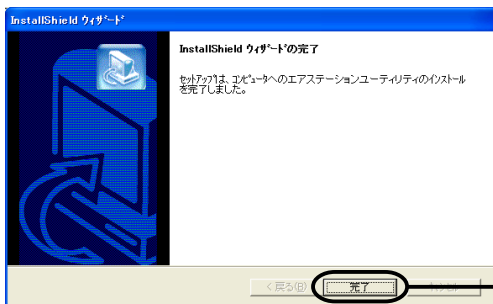 InstallShield ウィザード
InstallShield ウィザードの完了
セットアップは、コンピュータへのエアステーションユーティリティのインストール
を完了しました。
< 戻る(B)
完了